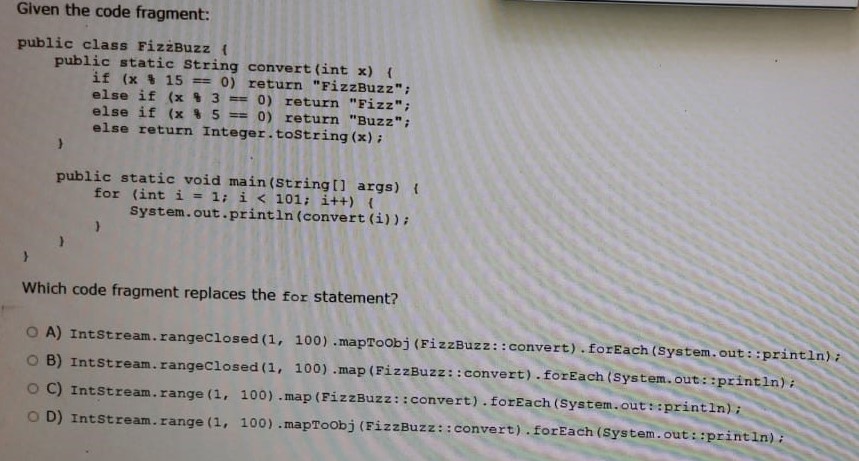 Given the code fragment:
public class FizzBuzz {
public static String convert(int x) {
if (x % 15 == 0) return "FizzBuzz";
else if (x % 3 == 0) return "Fizz";
else if (x % 5 == 0) return "Buzz";
else return Integer.toString(x);
}
public static void main(String[] args) {
for (int i = 1; i < 101; i++) {
System.out.println(convert(i));
}
}
}
Which code fragment replaces the for statement?
A) IntStream.rangeClosed(1, 100).mapToObj(FizzBuzz::convert).forEach(System.out::println);
B) IntStream.rangeClosed(1, 100).map(FizzBuzz::convert).forEach(System.out::println);
C) IntStream.range(1, 100).map(FizzBuzz::convert).forEach(System.out::println);
D) IntStream.range(1, 100).mapToObj(FizzBuzz::convert).forEach(System.out::println);